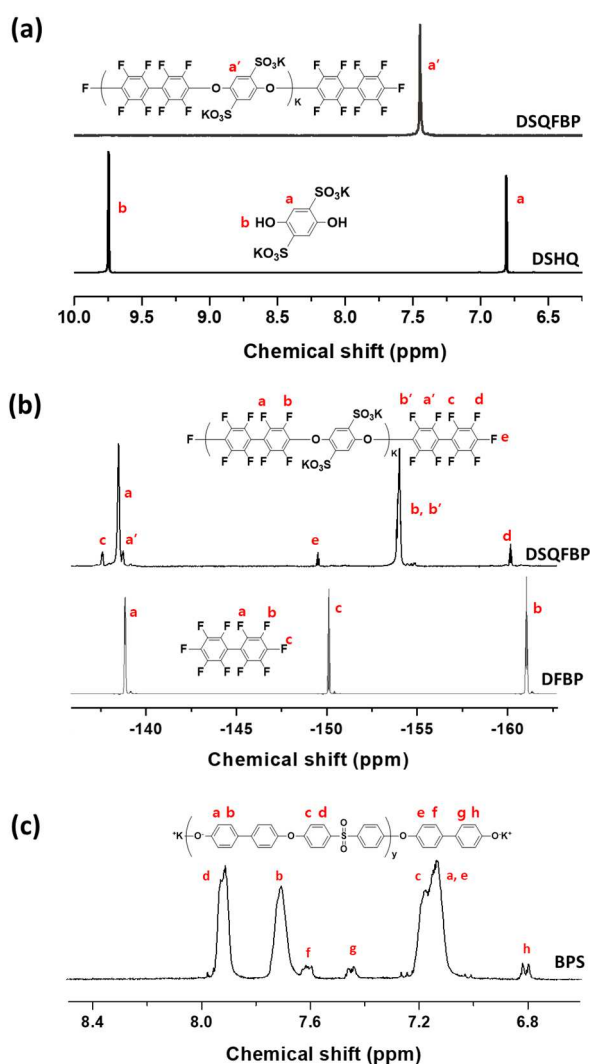 (a)
a′
a′
SO₃K
F F F F
F O O F
F F F F
KO₃S
K
DSQFBP
a
SO₃K
b
b HO OH
a
KO₃S
DSHQ
10.0 9.5 9.0 8.5 8.0 7.5 7.0 6.5
Chemical shift (ppm)
(b)
a b b′ a′ c d
SO₃K
F F F F F F F F
F O O F e
F F F F F F F F
KO₃S
K
a
b, b′
c a′ e d
DSQFBP
a b
a c b
F F F F
F F c
F F F F
DFBP
-140 -145 -150 -155 -160
Chemical shift (ppm)
(c)
a b c d e f g h
O
⁺K O⁻ O S O O⁻K⁺
O
y
d b c a, e
f g h
BPS
8.4 8.0 7.6 7.2 6.8
Chemical shift (ppm)